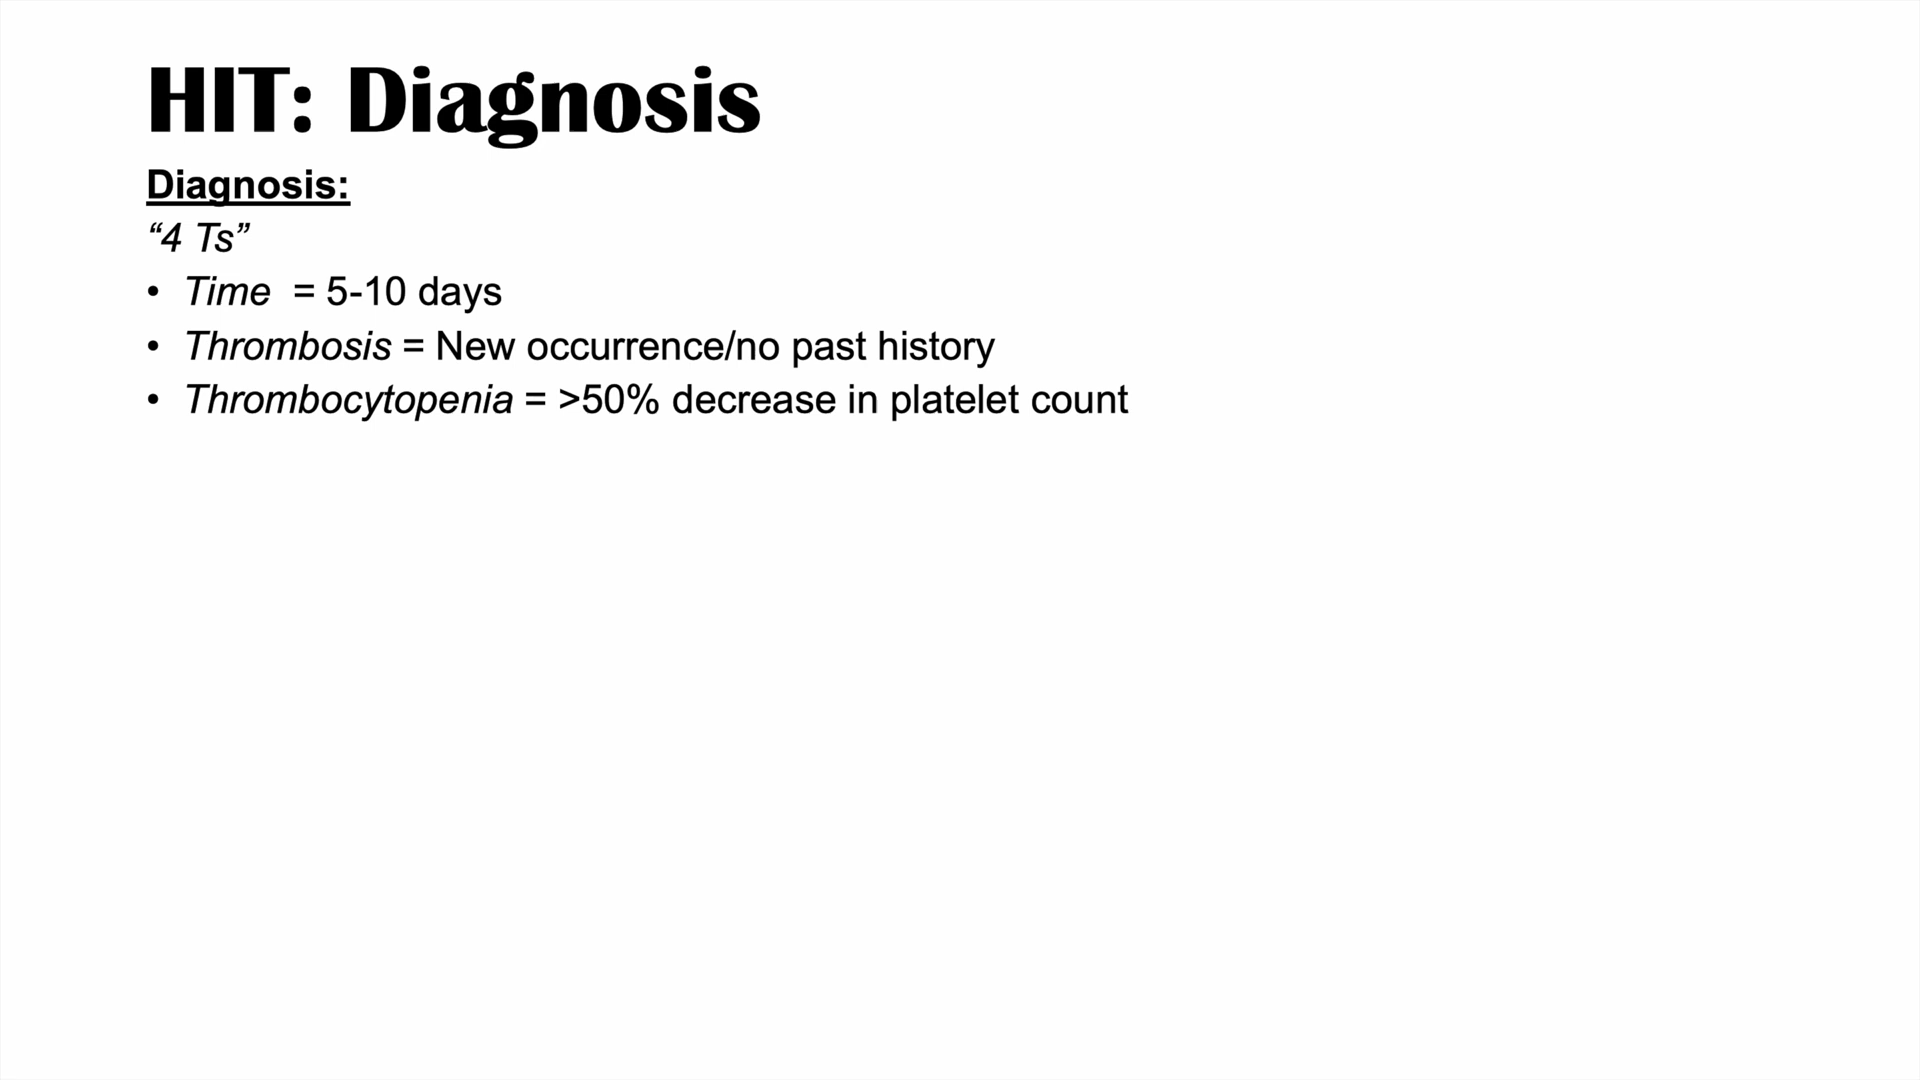 HIT: Diagnosis
Diagnosis:
“4 Ts”
• Time = 5-10 days
• Thrombosis = New occurrence/no past history
• Thrombocytopenia = >50% decrease in platelet count